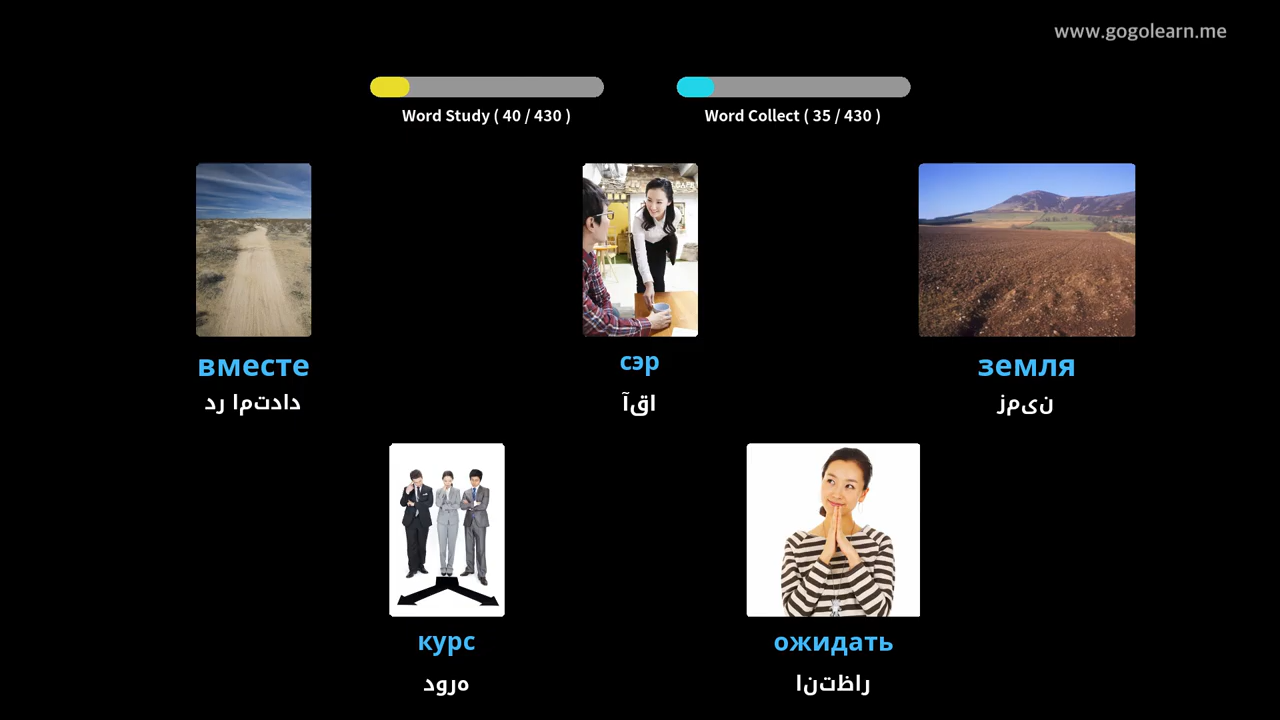 www.gogolearn.me
Word Study ( 40 / 430 )
Word Collect ( 35 / 430 )
вместе
در امتداد
сэр
آقا
земля
زمین
курс
دوره
ожидать
انتظار